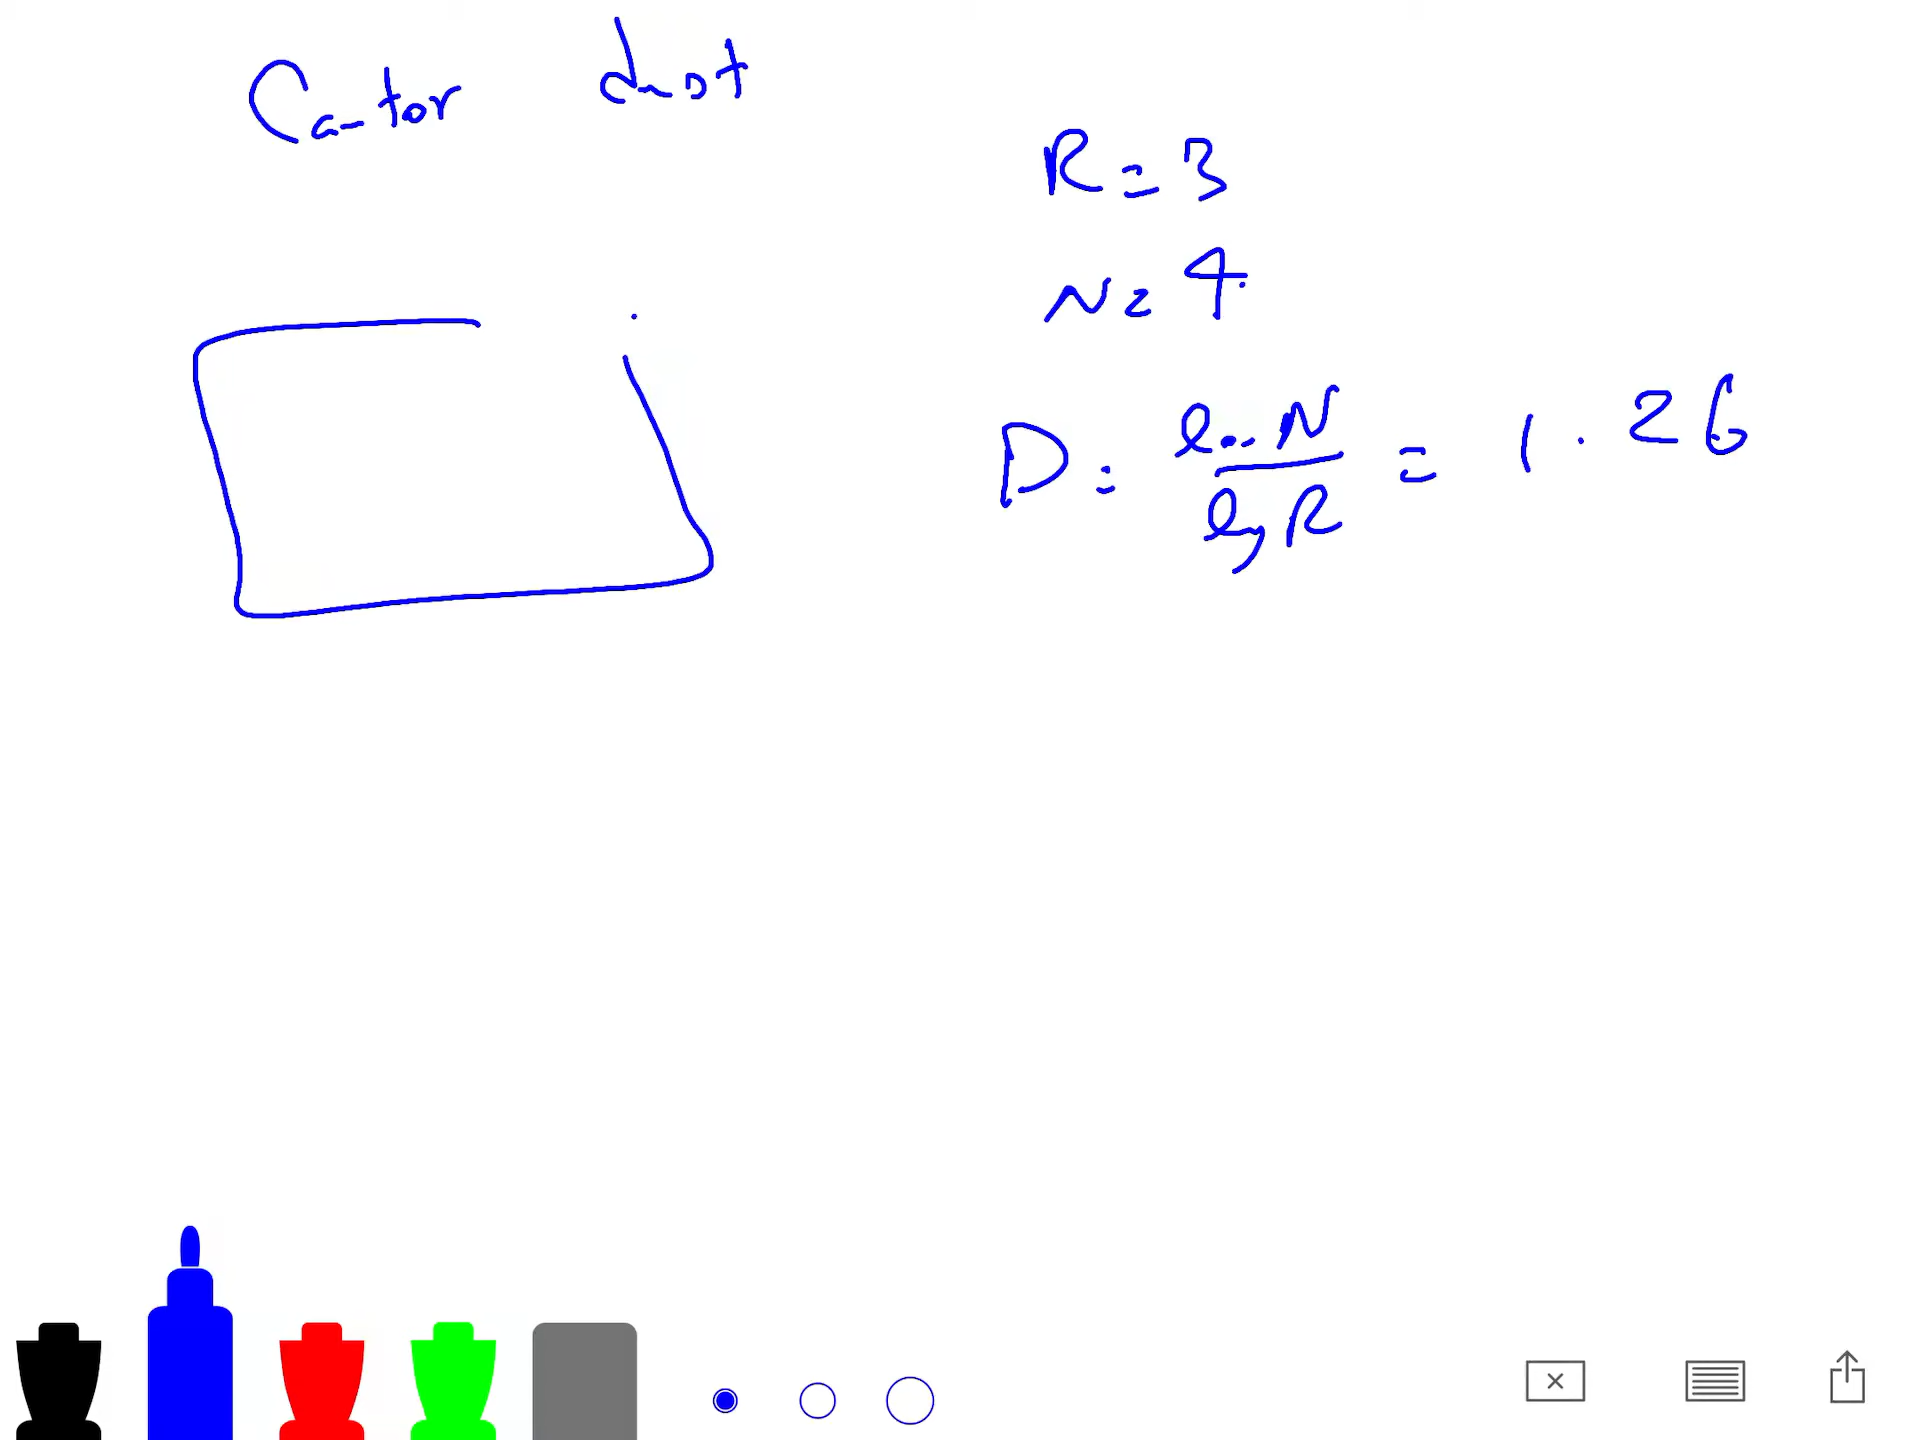 Cantor dust
R = 3
N = 4
D = log N / log R = 1.26